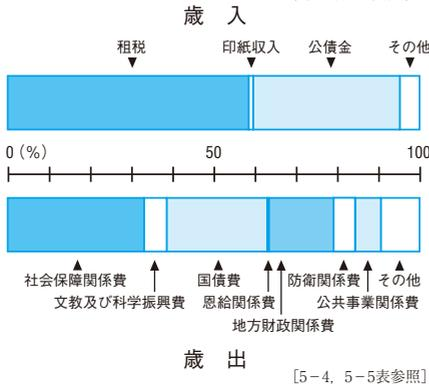 歳入
租税 印紙収入 公債金 その他
0(%) 50 100
社会保障関係費 国債費 防衛関係費 その他
文教及び科学振興費 恩給関係費 公共事業関係費
地方財政関係費
歳出
[5-4, 5-5表参照]